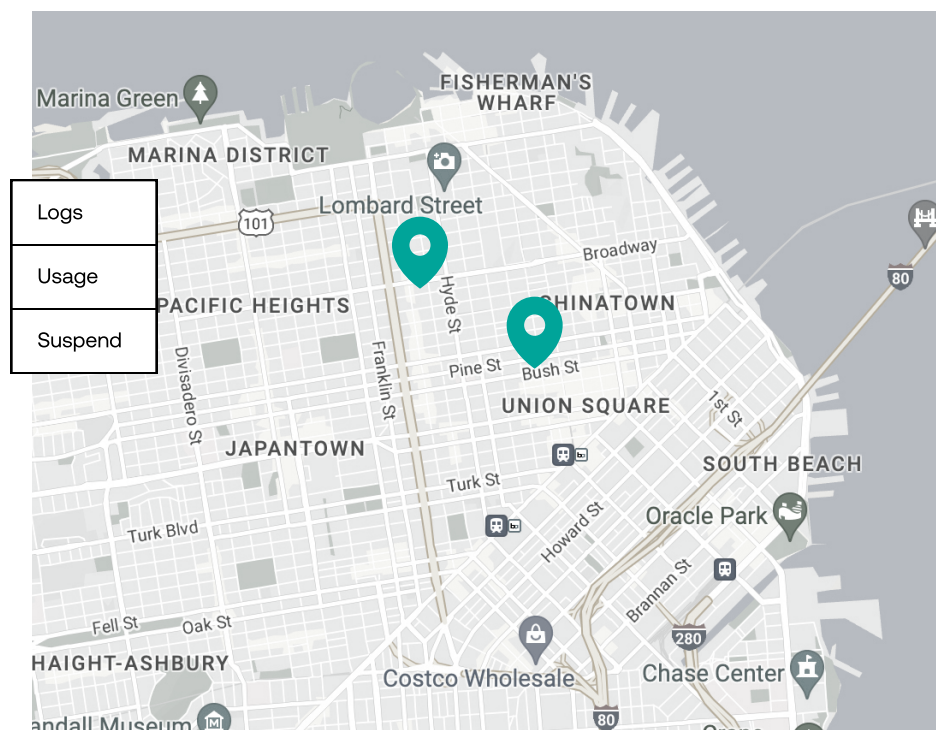 FISHERMAN'S
WHARF
Marina Green
MARINA DISTRICT
Lombard Street
Logs
101
Broadway
Usage
80
PACIFIC HEIGHTS
Hyde St
CHINATOWN
Suspend
Divisadero St
Franklin St
Pine St
Bush St
UNION SQUARE
1st St
JAPANTOWN
SOUTH BEACH
Turk St
Oracle Park
Turk Blvd
Howard St
Brannan St
Fell St
Oak St
280
HAIGHT-ASHBURY
Costco Wholesale
Chase Center
80
andall Museum